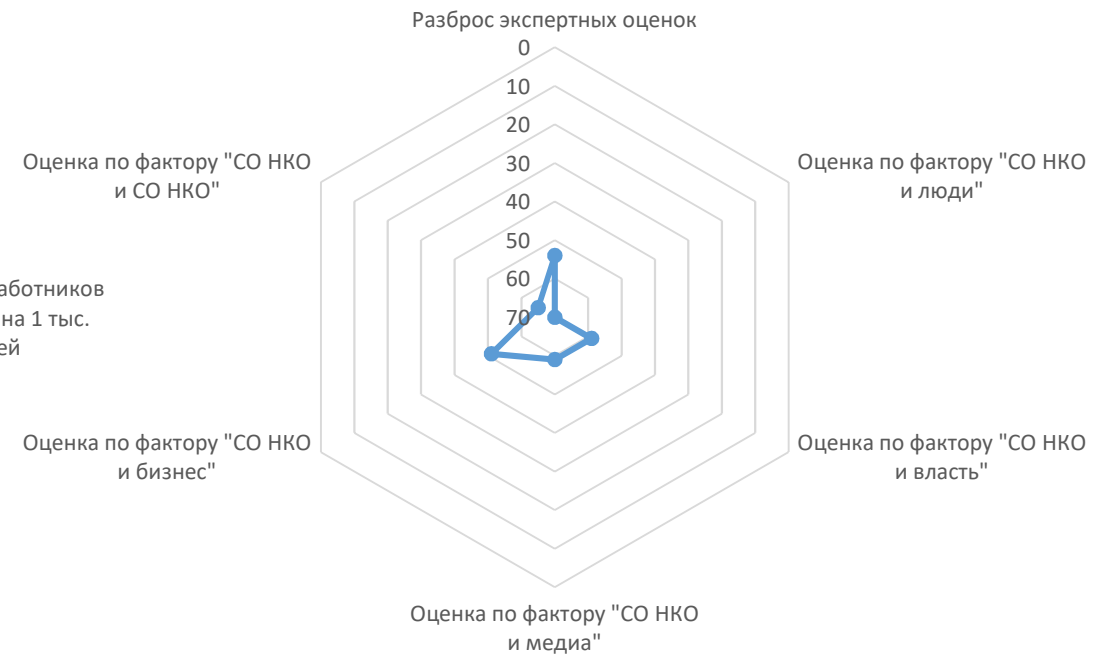 Разброс экспертных оценок
0
10
20
30
40
50
60
70
Оценка по фактору "СО НКО
и СО НКО"
Оценка по фактору "СО НКО
и люди"
на 1 тыс.
Оценка по фактору "СО НКО
и бизнес"
Оценка по фактору "СО НКО
и власть"
Оценка по фактору "СО НКО
и медиа"